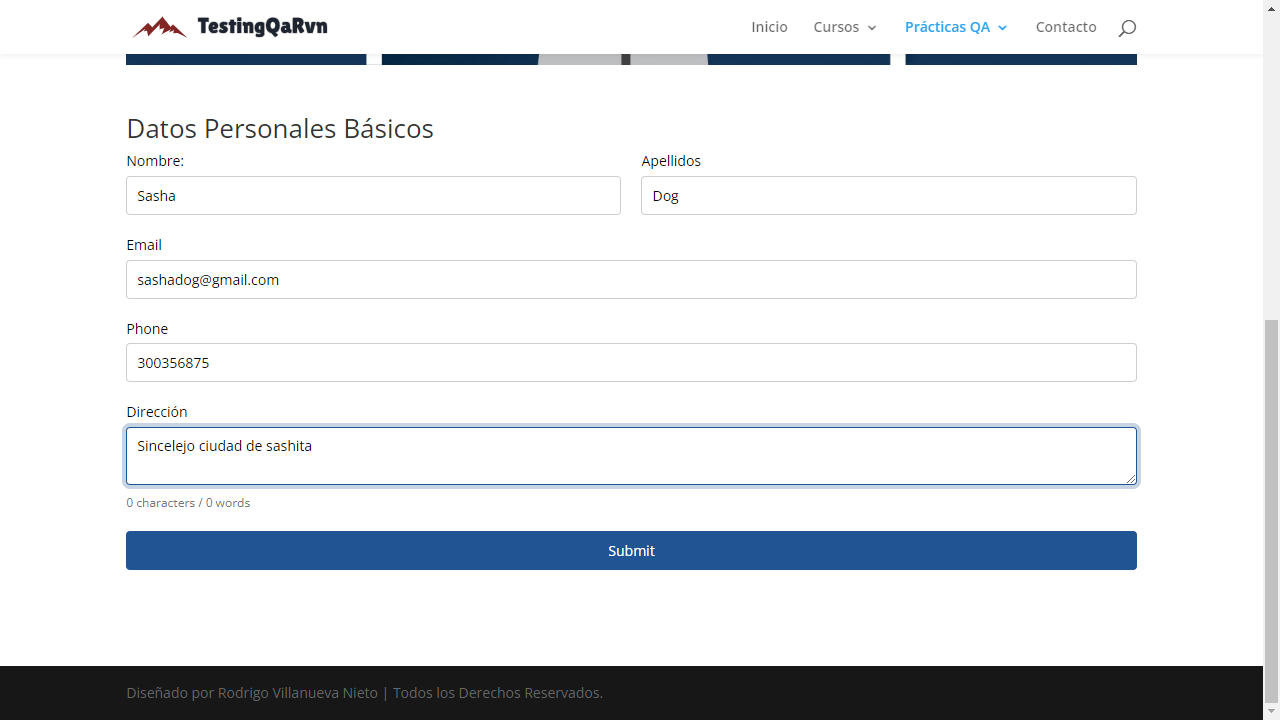 TestingQaRvn
Inicio
Cursos
Prácticas QA
Contacto
Datos Personales Básicos
Nombre:
Apellidos
Sasha
Dog
Email
sashadog@gmail.com
Phone
300356875
Dirección
Sincelejo ciudad de sashita
0 characters / 0 words
Submit
Diseñado por Rodrigo Villanueva Nieto | Todos los Derechos Reservados.